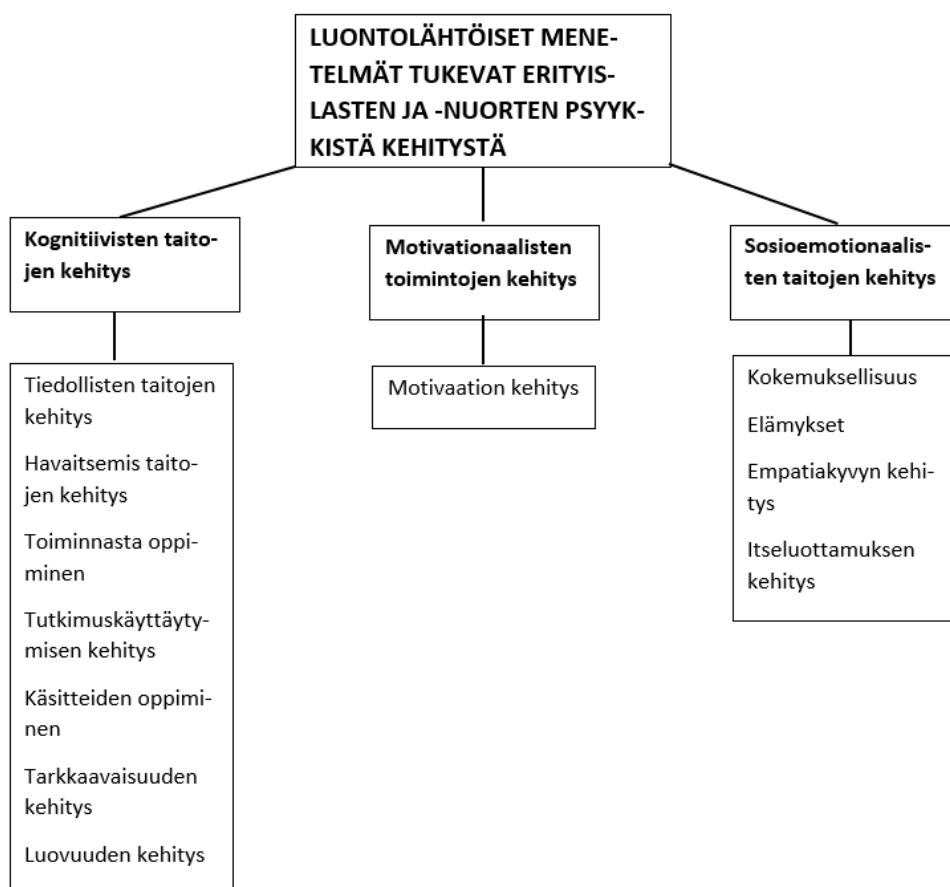 LUONTOLÄHTÖISET MENE-
TELMÄT TUKEVAT ERITYIS-
LASTEN JA -NUORTEN PSYYK-
KISTÄ KEHITYSTÄ
Kognitiivisten taito-
jen kehitys
Motivationaalisten
toimintojen kehitys
Sosioemotionaalis-
ten taitojen kehitys
Tiedollisten taitojen
kehitys
Havaitsemis taito-
jen kehitys
Toiminnasta oppi-
minen
Tutkimuskäyttäyty-
misen kehitys
Käsitteiden oppimi-
nen
Tarkkaavaisuuden
kehitys
Luovuuden kehitys
Motivaation kehitys
Kokemuksellisuus
Elämykset
Empatiakyvyn kehi-
tys
Itseluottamuksen
kehitys